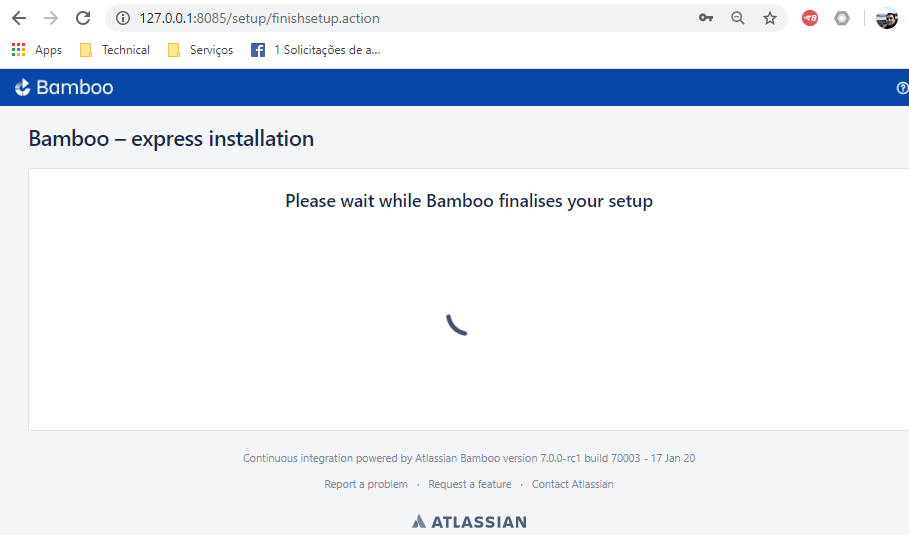 127.0.0.1:8085/setup/finishsetup.action
Apps Technical Serviços 1 Solicitações de a...
Bamboo
Bamboo – express installation
Please wait while Bamboo finalises your setup
Continuous integration powered by Atlassian Bamboo version 7.0.0-rc1 build 70003 - 17 Jan 20
Report a problem · Request a feature · Contact Atlassian
ATLASSIAN